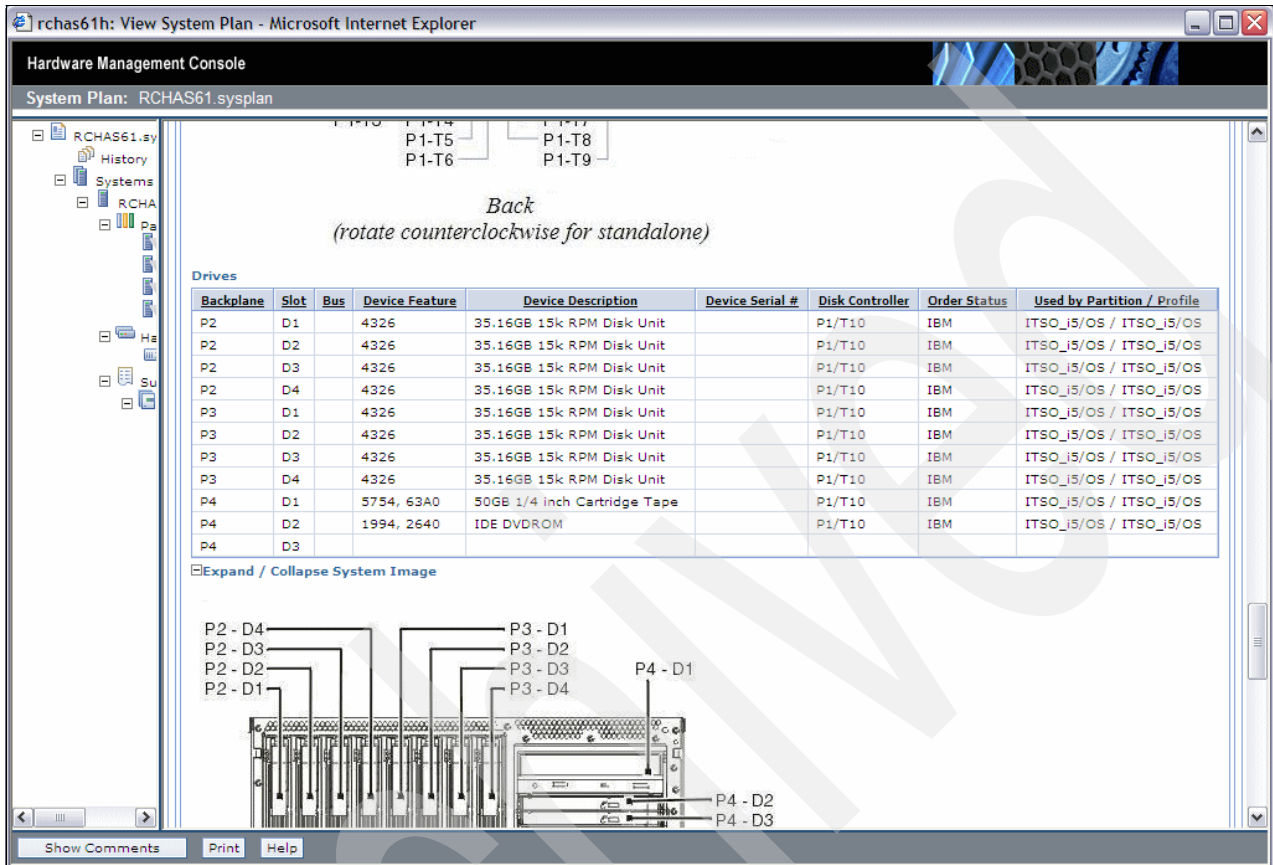 rchas61h: View System Plan - Microsoft Internet Explorer
Hardware Management Console
System Plan: RCHAS61.sysplan
RCHAS61.sy
History
Systems
RCHA
Pa
Ha
Su
P1-T5 P1-T8
P1-T6 P1-T9
Back
(rotate counterclockwise for standalone)
Drives
Backplane Slot Bus Device Feature Device Description Device Serial # Disk Controller Order Status Used by Partition / Profile
P2 D1 4326 35.16GB 15k RPM Disk Unit P1/T10 IBM ITSO_i5/OS / ITSO_i5/OS
P2 D2 4326 35.16GB 15k RPM Disk Unit P1/T10 IBM ITSO_i5/OS / ITSO_i5/OS
P2 D3 4326 35.16GB 15k RPM Disk Unit P1/T10 IBM ITSO_i5/OS / ITSO_i5/OS
P2 D4 4326 35.16GB 15k RPM Disk Unit P1/T10 IBM ITSO_i5/OS / ITSO_i5/OS
P3 D1 4326 35.16GB 15k RPM Disk Unit P1/T10 IBM ITSO_i5/OS / ITSO_i5/OS
P3 D2 4326 35.16GB 15k RPM Disk Unit P1/T10 IBM ITSO_i5/OS / ITSO_i5/OS
P3 D3 4326 35.16GB 15k RPM Disk Unit P1/T10 IBM ITSO_i5/OS / ITSO_i5/OS
P3 D4 4326 35.16GB 15k RPM Disk Unit P1/T10 IBM ITSO_i5/OS / ITSO_i5/OS
P4 D1 5754, 63A0 50GB 1/4 inch Cartridge Tape P1/T10 IBM ITSO_i5/OS / ITSO_i5/OS
P4 D2 1994, 2640 IDE DVDROM P1/T10 IBM ITSO_i5/OS / ITSO_i5/OS
P4 D3
Expand / Collapse System Image
P2 - D4 P3 - D1
P2 - D3 P3 - D2
P2 - D2 P3 - D3 P4 - D1
P2 - D1 P3 - D4
P4 - D2
P4 - D3
Show Comments Print Help